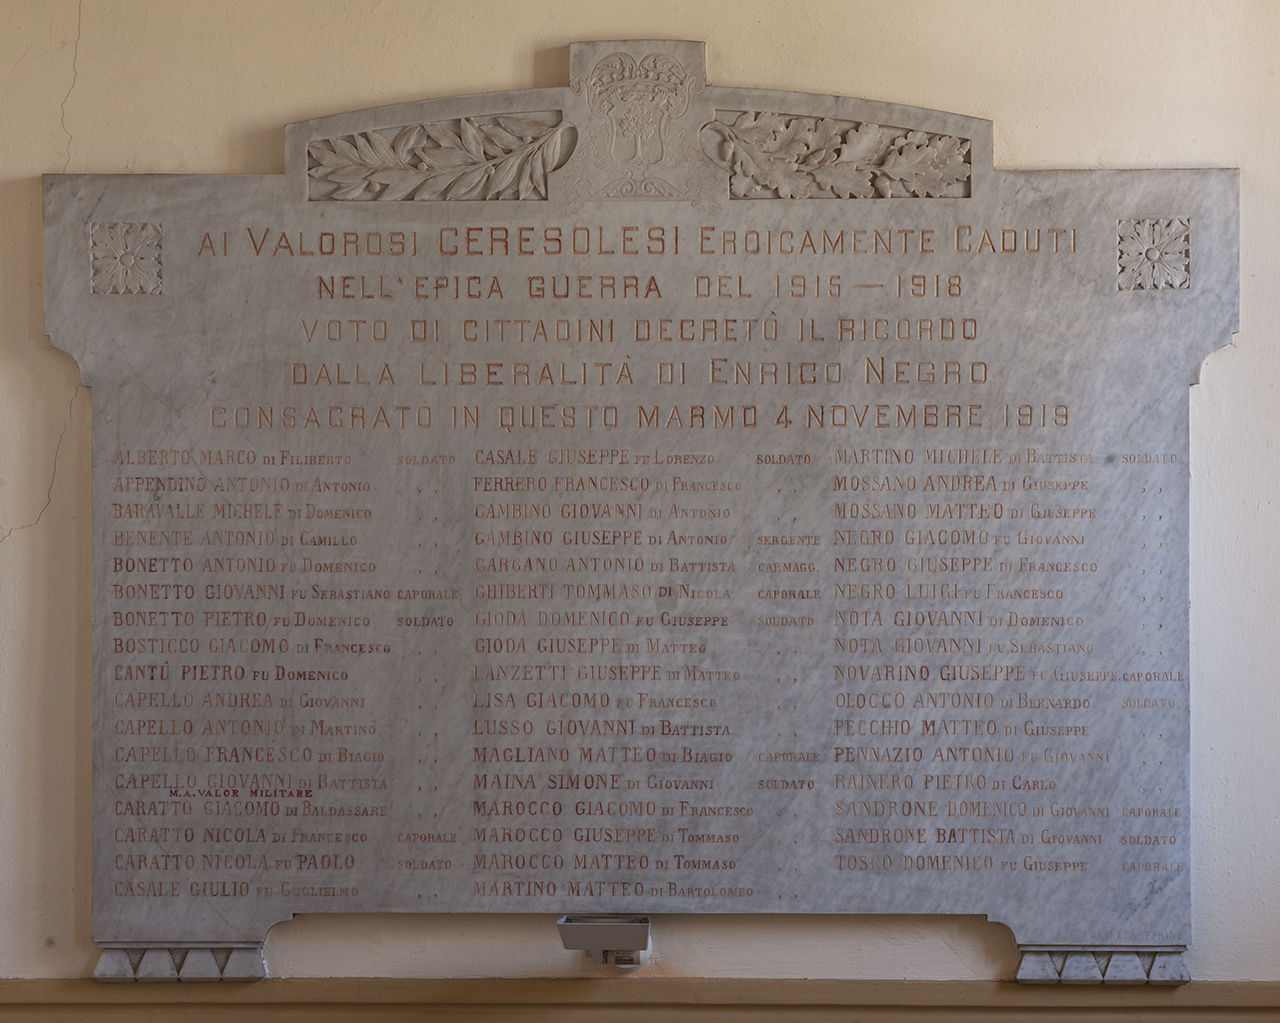 AI VALOROSI CERESOLESI EROICAMENTE CADUTI
NELL'EPICA GUERRA DEL 1915 — 1918
VOTO DI CITTADINI DECRETÒ IL RICORDO
DALLA LIBERALITÀ DI ENRICO NEGRO
CONSACRATO IN QUESTO MARMO 4 NOVEMBRE 1919
ALBERTO MARCO DI FILIBERTO SOLDATO
APPENDINO ANTONIO DI ANTONIO , ,
BARAVALLE MICHELE DI DOMENICO , ,
BENENTE ANTONIO DI CAMILLO , ,
BONETTO ANTONIO FU DOMENICO , ,
BONETTO GIOVANNI FU SEBASTIANO CAPORALE
BONETTO PIETRO FU DOMENICO SOLDATO
BOSTICCO GIACOMO DI FRANCESCO , ,
CANTÚ PIETRO FU DOMENICO , ,
CAPELLO ANDREA DI GIOVANNI , ,
CAPELLO ANTONIO DI MARTINO , ,
CAPELLO FRANCESCO DI BIAGIO , ,
CAPELLO GIOVANNI DI BATTISTA , ,
M.A.VALOR MILITARE
CARATTO GIACOMO DI BALDASSARE , ,
CARATTO NICOLA DI FRANCESCO CAPORALE
CARATTO NICOLA FU PAOLO SOLDATO
CASALE GIULIO FU GUGLIELMO , ,
CASALE GIUSEPPE FU LORENZO SOLDATO
FERRERO FRANCESCO DI FRANCESCO , ,
GAMBINO GIOVANNI DI ANTONIO , ,
GAMBINO GIUSEPPE DI ANTONIO SERGENTE
GARGANO ANTONIO DI BATTISTA CAP.MAGG.
GHIBERTI TOMMASO DI NICOLA CAPORALE
GIODA DOMENICO FU GIUSEPPE SOLDATO
GIODA GIUSEPPE DI MATTEO , ,
LANZETTI GIUSEPPE DI MATTEO , ,
LISA GIACOMO FU FRANCESCO , ,
LUSSO GIOVANNI DI BATTISTA , ,
MAGLIANO MATTEO DI BIAGIO CAPORALE
MAINA SIMONE DI GIOVANNI SOLDATO
MAROCCO GIACOMO DI FRANCESCO , ,
MAROCCO GIUSEPPE DI TOMMASO , ,
MAROCCO MATTEO DI TOMMASO , ,
MARTINO MATTEO DI BARTOLOMEO , ,
MARTINO MICHELE DI BATTISTA SOLDATO
MOSSANO ANDREA DI GIUSEPPE , ,
MOSSANO MATTEO DI GIUSEPPE , ,
NEGRO GIACOMO FU GIOVANNI , ,
NEGRO GIUSEPPE DI FRANCESCO , ,
NEGRO LUIGI FU FRANCESCO , ,
NOTA GIOVANNI DI DOMENICO , ,
NOTA GIOVANNI FU SEBASTIANO , ,
NOVARINO GIUSEPPE FU GIUSEPPE CAPORALE
OLOCCO ANTONIO DI BERNARDO SOLDATO
PECCHIO MATTEO DI GIUSEPPE , ,
PENNAZIO ANTONIO FU GIOVANNI , ,
RAINERO PIETRO DI CARLO , ,
SANDRONE DOMENICO DI GIOVANNI CAPORALE
SANDRONE BATTISTA DI GIOVANNI SOLDATO
TOSCO DOMENICO FU GIUSEPPE CAPORALE
TORINO